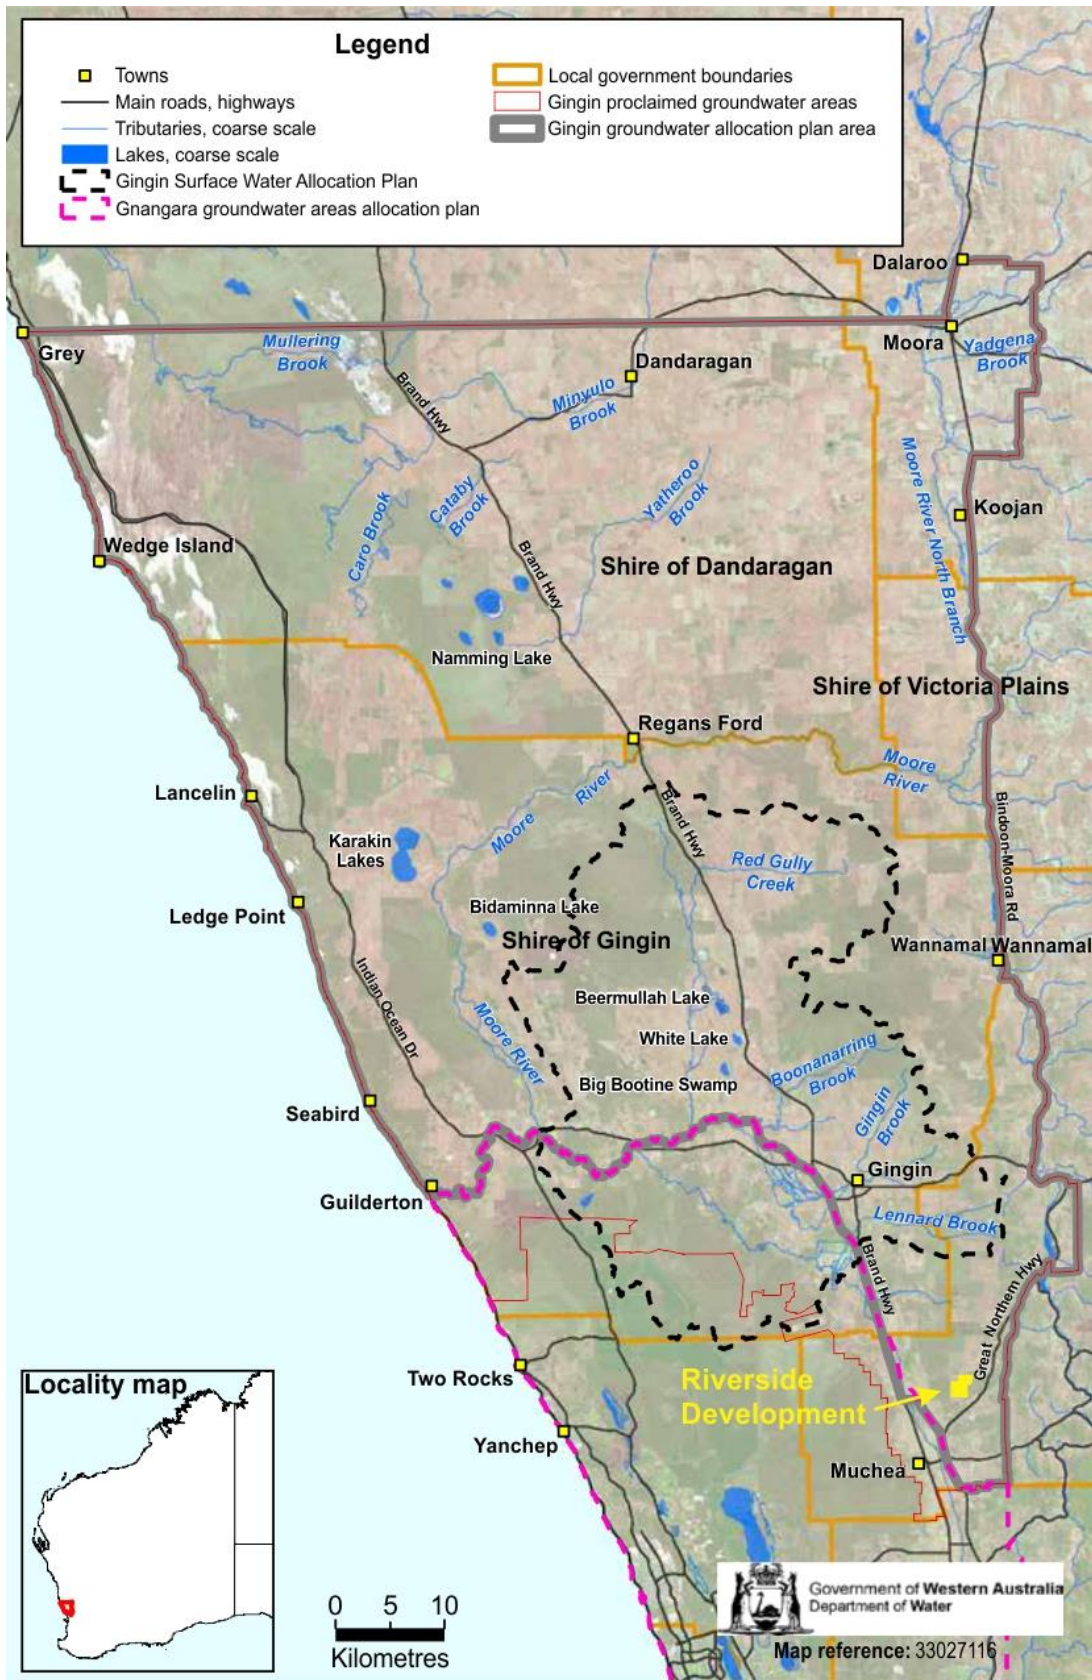 Legend
Towns
Main roads, highways
Tributaries, coarse scale
Lakes, coarse scale
Gingin Surface Water Allocation Plan
Gnangara groundwater areas allocation plan
Local government boundaries
Gingin proclaimed groundwater areas
Gingin groundwater allocation plan area
Dalaroo
Grey
Mullering
Brook
Moora
Yadgena
Brook
Dandaragan
Brand Hwy
Minyulo
Brook
Moore River North Branch
Cataby
Brook
Yatheroo
Brook
Caro Brook
Koojan
Wedge Island
Brand Hwy
Shire of Dandaragan
Namming Lake
Shire of Victoria Plains
Regans Ford
Moore
River
Lancelin
Moore
River
Brand Hwy
Bindoon-Moora Rd
Karakin
Lakes
Red Gully
Creek
Ledge Point
Bidaminna Lake
Shire of Gingin
Wannamal
Wannamal
Indian Ocean Dr
Beermullah Lake
Moore River
White Lake
Boonanarring
Brook
Big Bootine Swamp
Seabird
Gingin
Brook
Gingin
Guilderton
Lennard Brook
Brand Hwy
Great Northern Hwy
Two Rocks
Riverside
Development
Yanchep
Muchea
Locality map
0 5 10
Kilometres
Government of Western Australia
Department of Water
Map reference: 33027116